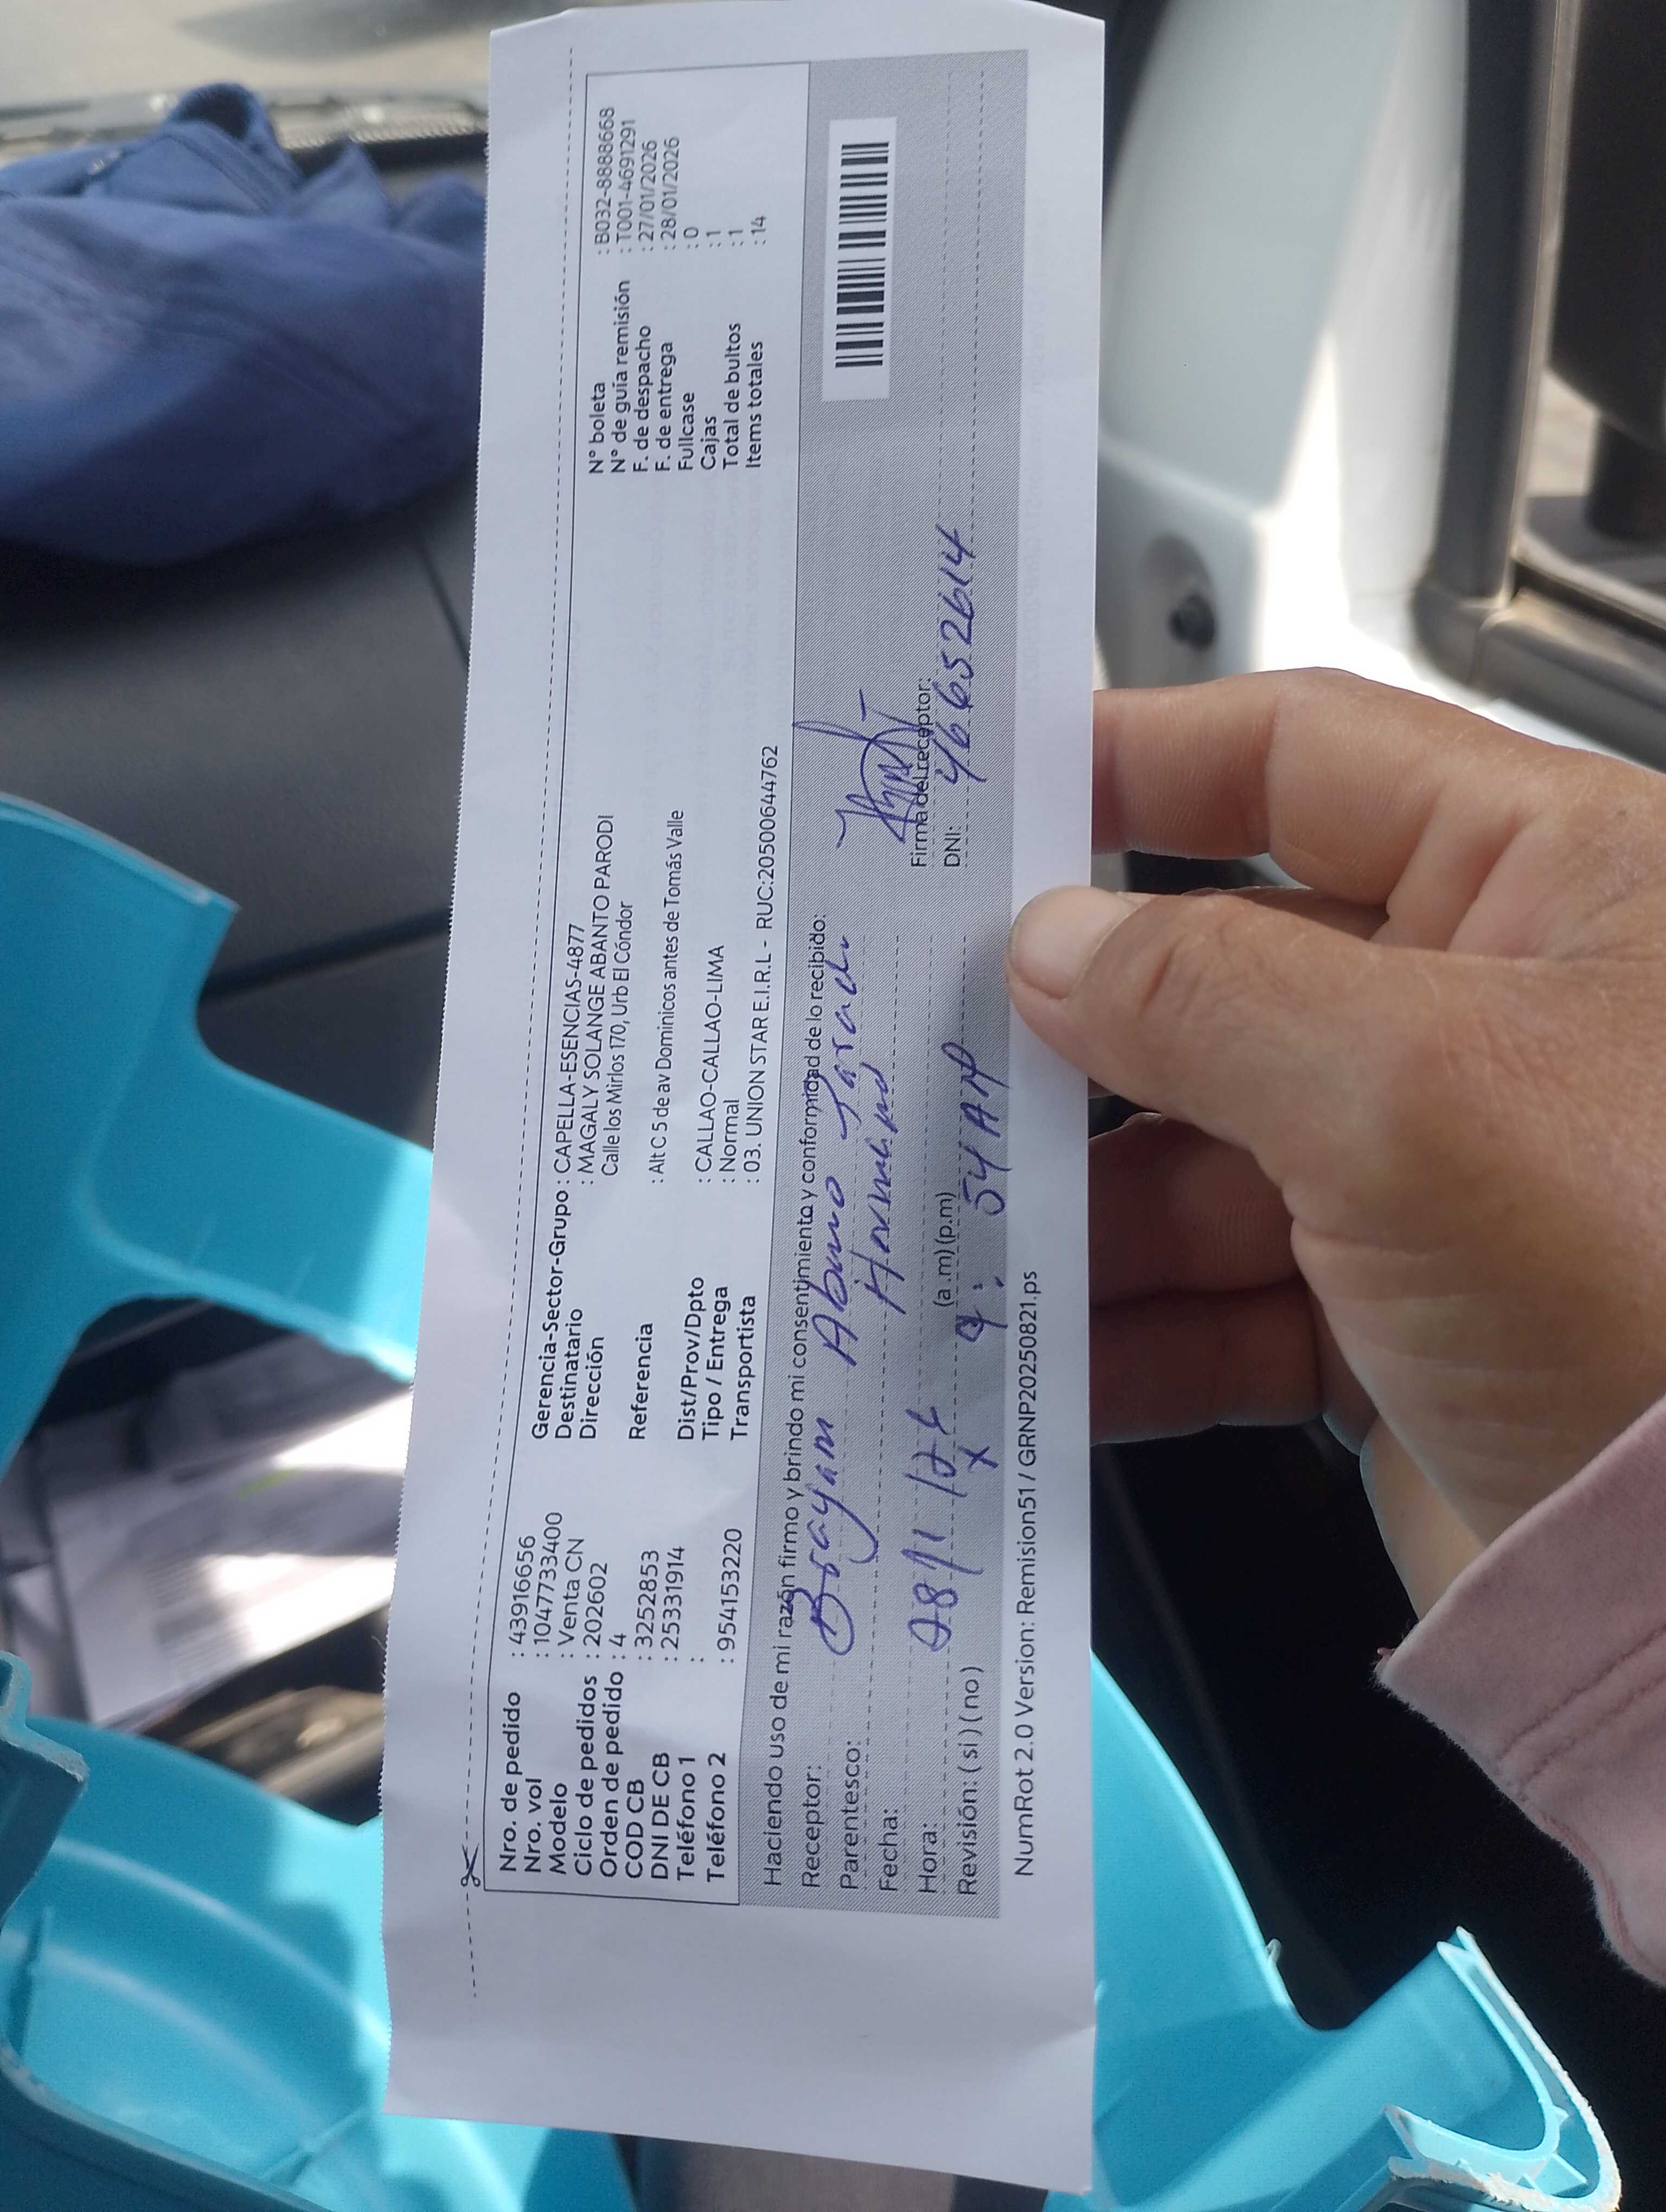 Nro. de pedido : 43916656
Nro. vol : 1047733400
Modelo : Venta CN
Ciclo de pedidos : 202602
Orden de pedido : 4
COD CB : 32528853
DNI DE CB : 25331914
Teléfono 1 :
Teléfono 2 : 954153220
Gerencia-Sector-Grupo : CAPELLA-ESENCIAS-4877
Destinatario : MAGALY SOLANGE ABANTO PARODI
Dirección Calle los Mirlos 170, Urb El Cóndor
Referencia : Alt C 5 de av Dominicos antes de Tomás Valle
Dist/Prov/Dpto : CALLAO-CALLAO-LIMA
Tipo / Entrega : Normal
Transportista : 03. UNION STAR E.I.R.L - RUC:20500644762
N° boleta : B032-8888668
N° de guía remisión : T001-4691291
F. de despacho : 27/01/2026
F. de entrega : 28/01/2026
Fullcase : 0
Cajas : 1
Total de bultos : 1
Items totales : 14
Haciendo uso de mi razón firmo y brindo mi consentimiento y conformidad de lo recibido:
Receptor: Brayam
Parentesco:
Fecha:
Hora: (a.m) (p.m) 9:54 AM
Revisión: ( si ) ( no ) X
Firma del receptor:
DNI: 46652614
NumRot 2.0 Version: Remision51 / GRNP20250821.ps